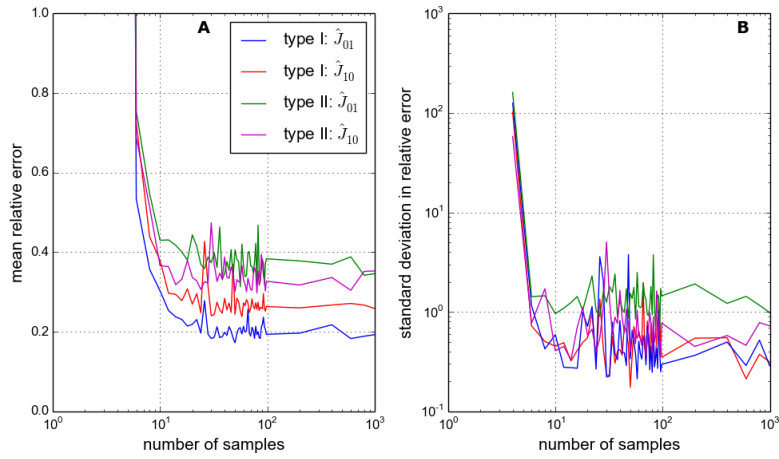 A
type I: Ĵ01
type I: Ĵ10
type II: Ĵ01
type II: Ĵ10
1.0
0.8
0.6
0.4
0.2
0.0
mean relative error
10^0
10^1
10^2
10^3
number of samples
B
10^3
10^2
10^1
10^0
10^-1
standard deviation in relative error
10^0
10^1
10^2
10^3
number of samples